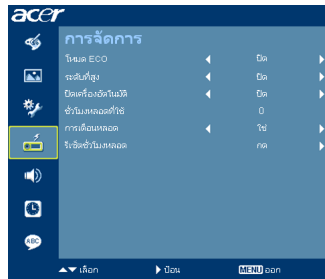 acer
การจัดการ
โหมด ECO ปิด
ระดับที่สูง ปิด
ปิดเครื่องอัตโนมัติ ปิด
ชั่วโมงหลอดที่ใช้ 0
การเตือนหลอด ใช่
รีเซ็ตชั่วโมงหลอด กด
ABC
เลือก ป้อน MENU ออก